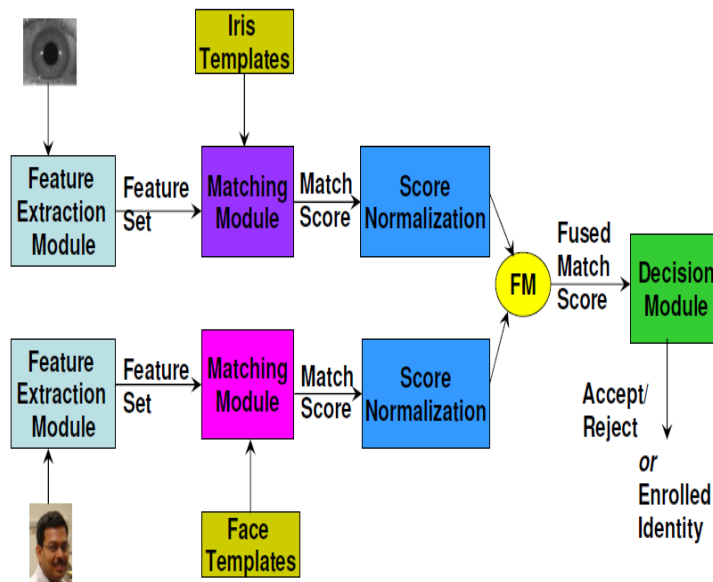 Iris
Templates
Feature
Extraction
Module
Feature
Set
Matching
Module
Match
Score
Score
Normalization
FM
Fused
Match
Score
Decision
Module
Feature
Extraction
Module
Feature
Set
Matching
Module
Match
Score
Score
Normalization
Accept/
Reject
or
Enrolled
Identity
Face
Templates